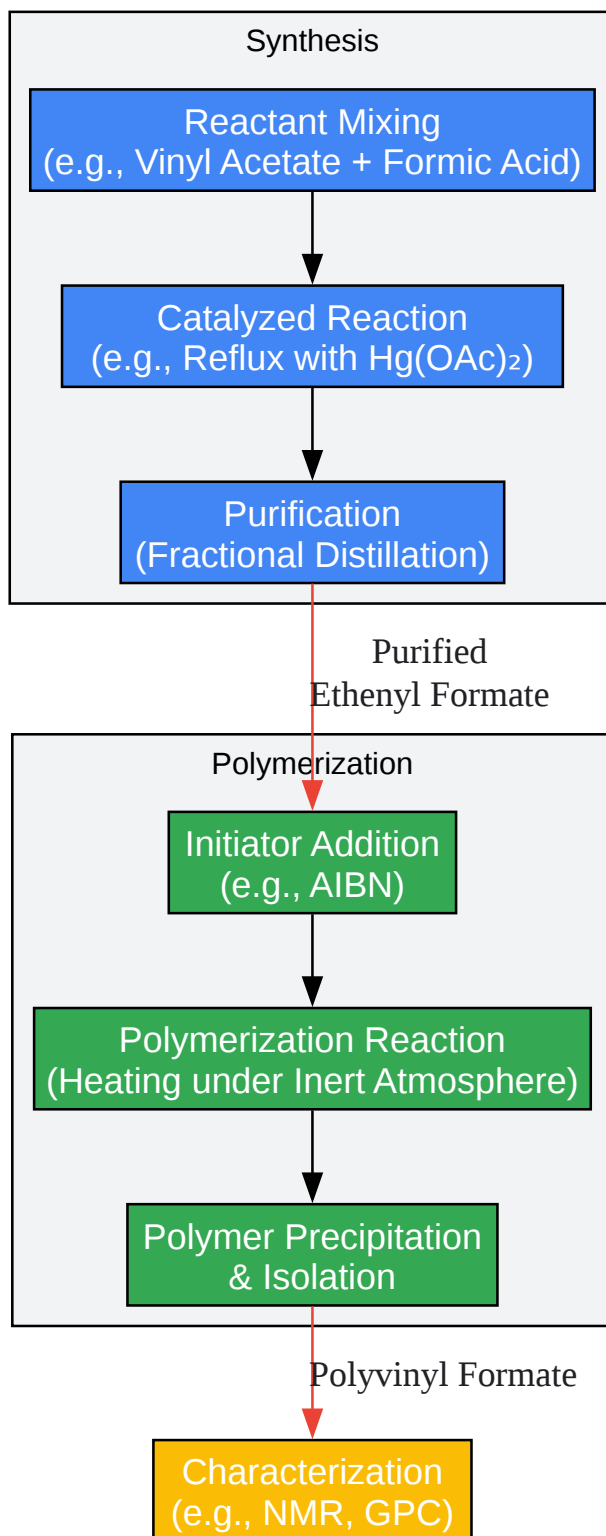 Synthesis
Reactant Mixing
(e.g., Vinyl Acetate + Formic Acid)
Catalyzed Reaction
(e.g., Reflux with Hg(OAc)₂)
Purification
(Fractional Distillation)
Purified
Ethenyl Formate
Polymerization
Initiator Addition
(e.g., AIBN)
Polymerization Reaction
(Heating under Inert Atmosphere)
Polymer Precipitation
& Isolation
Polyvinyl Formate
Characterization
(e.g., NMR, GPC)